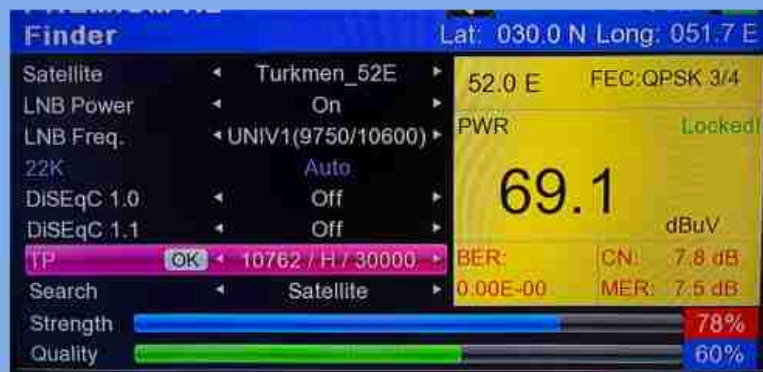 Finder
Lat: 030.0 N Long: 051.7 E
Satellite Turkmen_52E
LNB Power On
LNB Freq. UNIV1(9750/10600)
22K Auto
DiSEqC 1.0 Off
DiSEqC 1.1 Off
TP OK 10762 / H / 30000
Search Satellite
Strength 78%
Quality 60%
52.0 E FEC:QPSK 3/4
PWR Locked!
69.1
dBuV
BER: CN: 7.8 dB
0.00E-00 MER: 7.5 dB